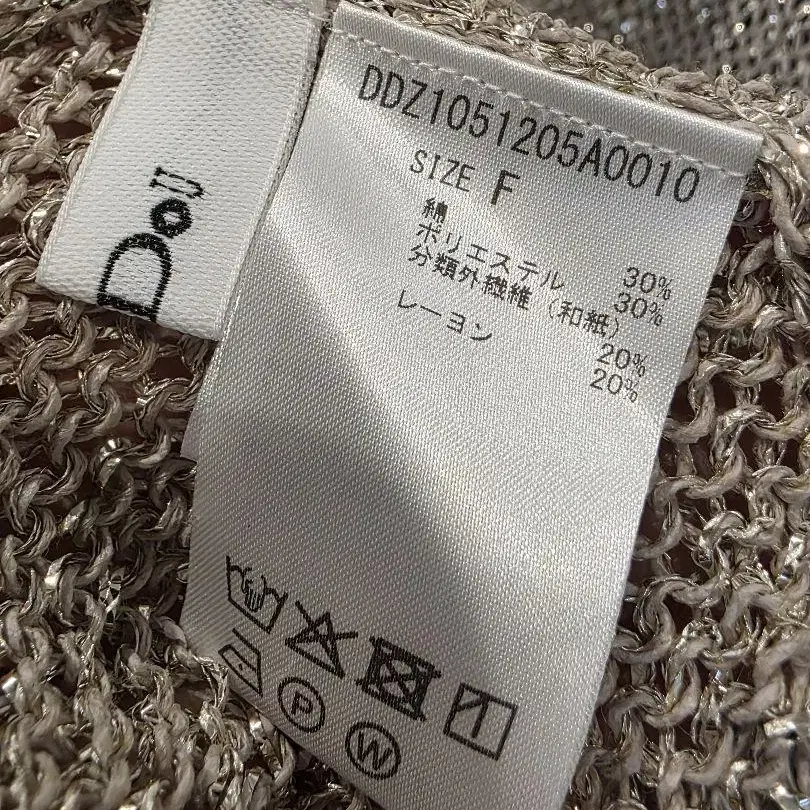 Dou
DDZ1051205A0010
SIZE F
綿 30%
ポリエステル 30%
分類外繊維（和紙） 20%
レーヨン 20%
P
W